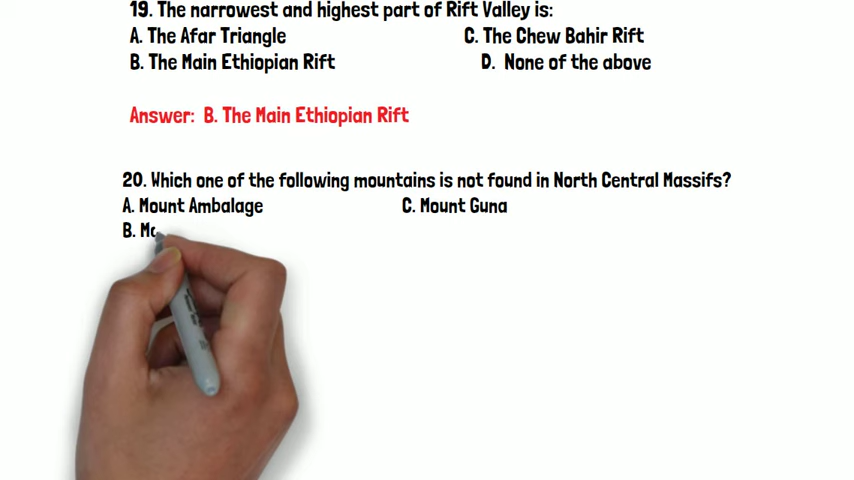 19. The narrowest and highest part of Rift Valley is:
A. The Afar Triangle
C. The Chew Bahir Rift
B. The Main Ethiopian Rift
D. None of the above
Answer: B. The Main Ethiopian Rift
20. Which one of the following mountains is not found in North Central Massifs?
A. Mount Ambalage
C. Mount Guna
B.